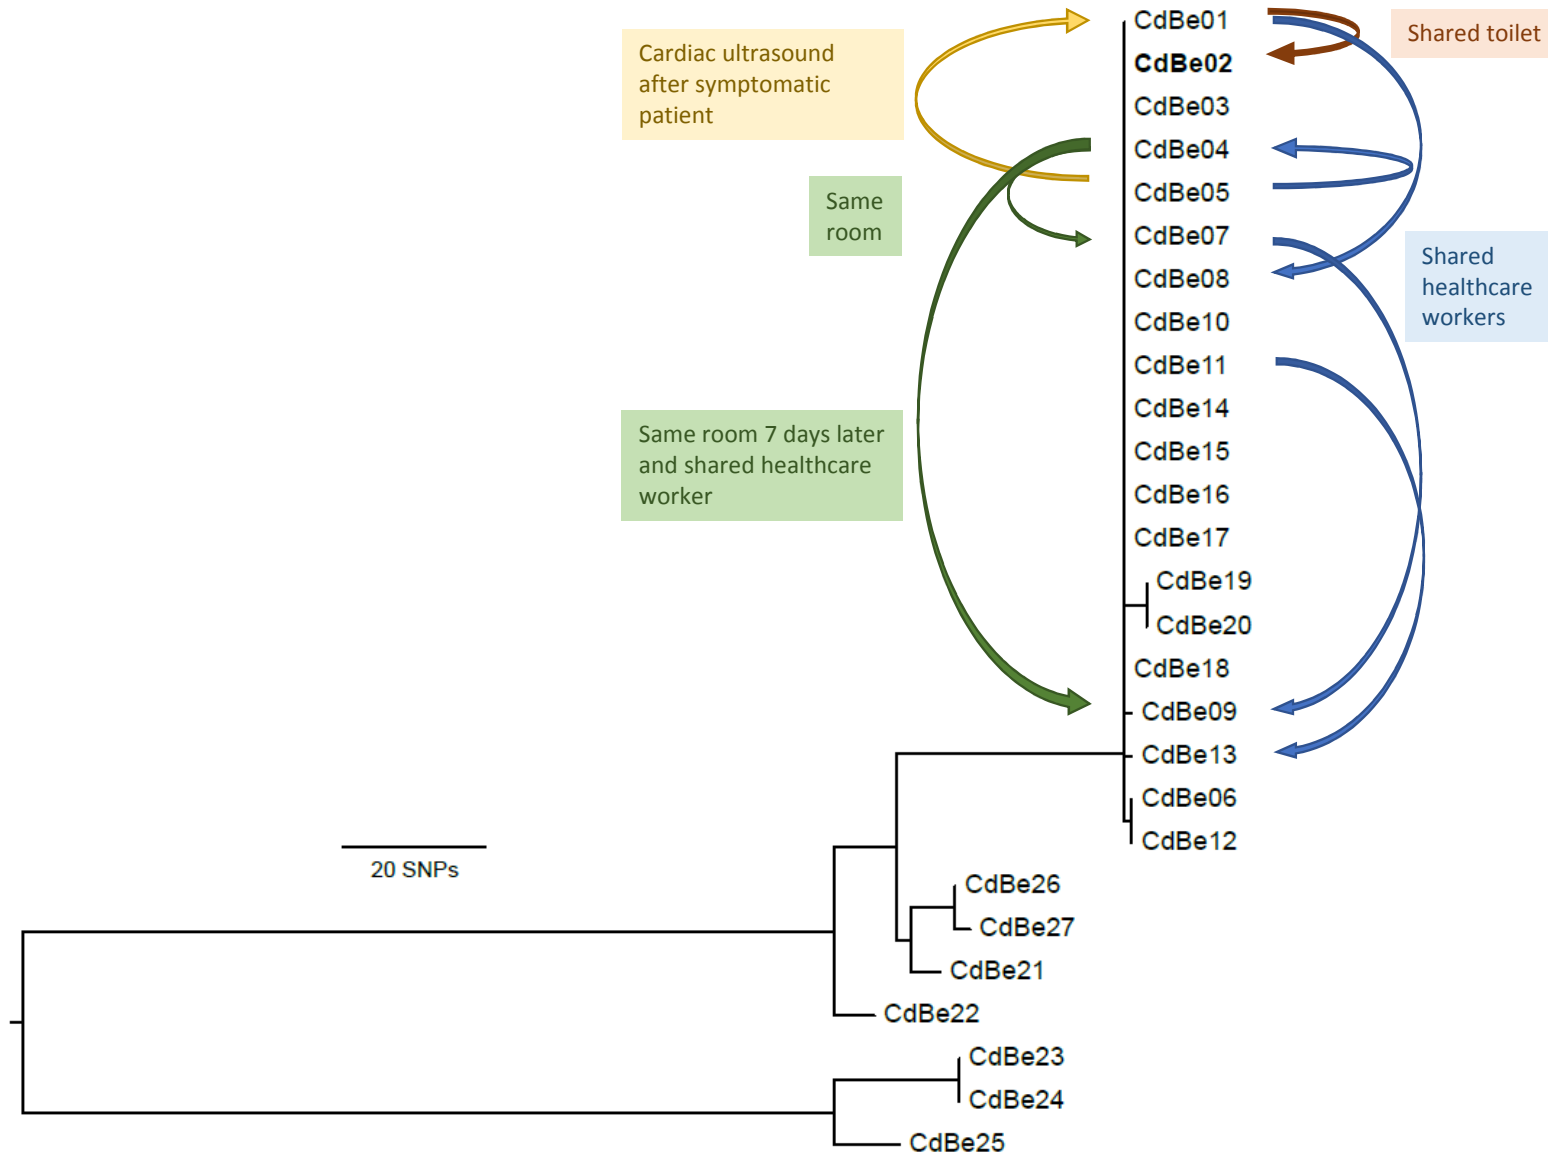 CdBe01
Shared toilet
Cardiac ultrasound
after symptomatic
patient
CdBe02
CdBe03
CdBe04
CdBe05
Same
room
CdBe07
Shared
healthcare
workers
CdBe08
CdBe10
CdBe11
CdBe14
Same room 7 days later
and shared healthcare
worker
CdBe15
CdBe16
CdBe17
CdBe19
CdBe20
CdBe18
CdBe09
CdBe13
CdBe06
CdBe12
20 SNPs
CdBe26
CdBe27
CdBe21
CdBe22
CdBe23
CdBe24
CdBe25